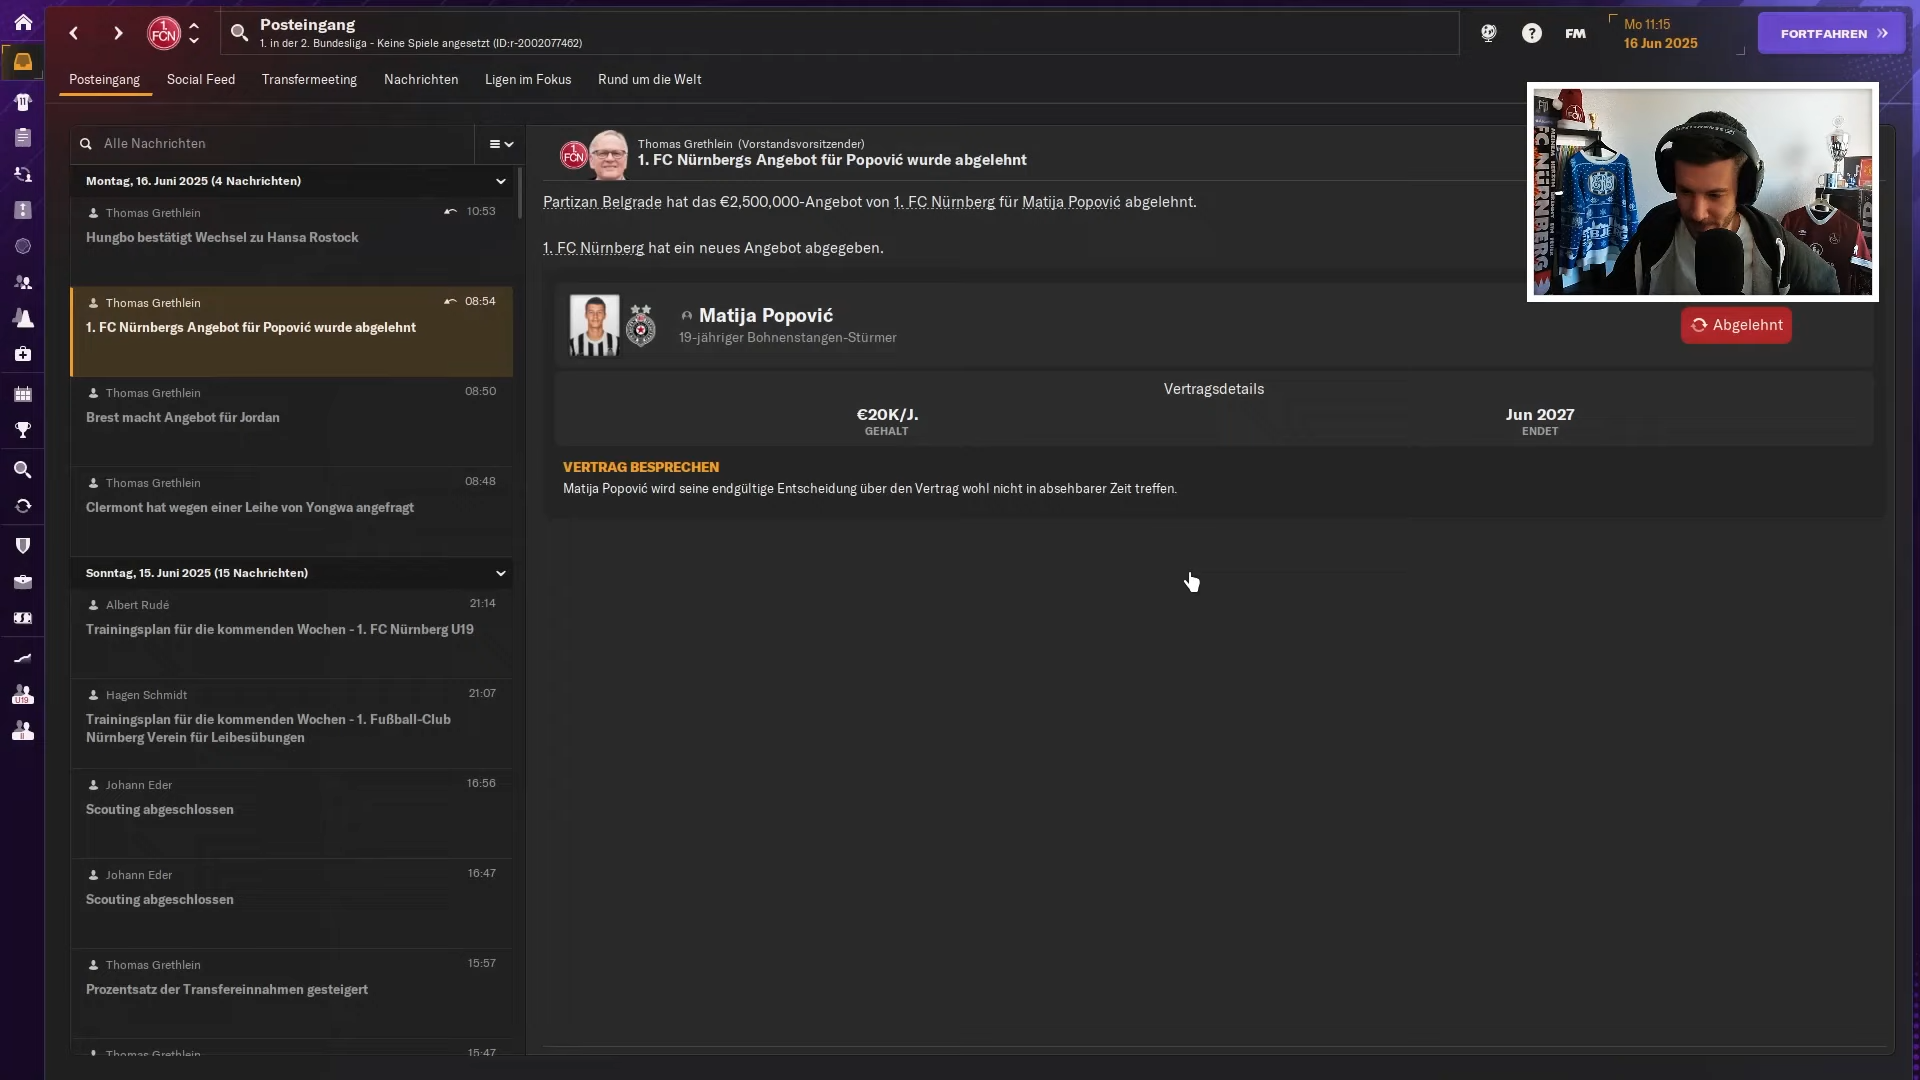 Posteingang
1. in der 2. Bundesliga - Keine Spiele angesetzt (ID:r-2002077462)
FM
Mo 11:15
16 Jun 2025
FORTFAHREN
Posteingang
Social Feed
Transfermeeting
Nachrichten
Ligen im Fokus
Rund um die Welt
Alle Nachrichten
Montag, 16. Juni 2025 (4 Nachrichten)
Thomas Grethlein 10:53
Hungbo bestätigt Wechsel zu Hansa Rostock
Thomas Grethlein 08:54
1. FC Nürnbergs Angebot für Popović wurde abgelehnt
Thomas Grethlein 08:50
Brest macht Angebot für Jordan
Thomas Grethlein 08:48
Clermont hat wegen einer Leihe von Yongwa angefragt
Sonntag, 15. Juni 2025 (15 Nachrichten)
Albert Rudé 21:14
Trainingsplan für die kommenden Wochen - 1. FC Nürnberg U19
Hagen Schmidt 21:07
Trainingsplan für die kommenden Wochen - 1. Fußball-Club
Nürnberg Verein für Leibesübungen
Johann Eder 16:56
Scouting abgeschlossen
Johann Eder 16:47
Scouting abgeschlossen
Thomas Grethlein 15:57
Prozentsatz der Transfereinnahmen gesteigert
Thomas Grethlein 15:47
Thomas Grethlein (Vorstandsvorsitzender)
1. FC Nürnbergs Angebot für Popović wurde abgelehnt
Partizan Belgrade hat das €2,500,000-Angebot von 1. FC Nürnberg für Matija Popović abgelehnt.
1. FC Nürnberg hat ein neues Angebot abgegeben.
Matija Popović
19-jähriger Bohnenstangen-Stürmer
Abgelehnt
Vertragsdetails
€20K/J.
GEHALT
Jun 2027
ENDET
VERTRAG BESPRECHEN
Matija Popović wird seine endgültige Entscheidung über den Vertrag wohl nicht in absehbarer Zeit treffen.